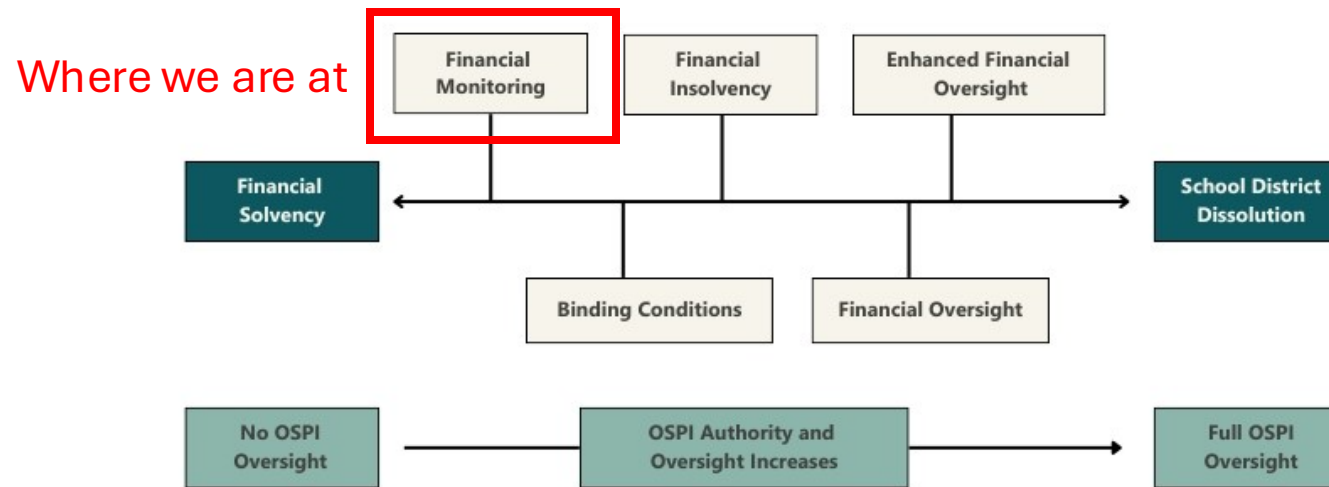 Where we are at
Financial
Monitoring
Financial
Insolvency
Enhanced Financial
Oversight
Financial
Solvency
School District
Dissolution
Binding Conditions
Financial Oversight
No OSPI
Oversight
OSPI Authority and
Oversight Increases
Full OSPI
Oversight